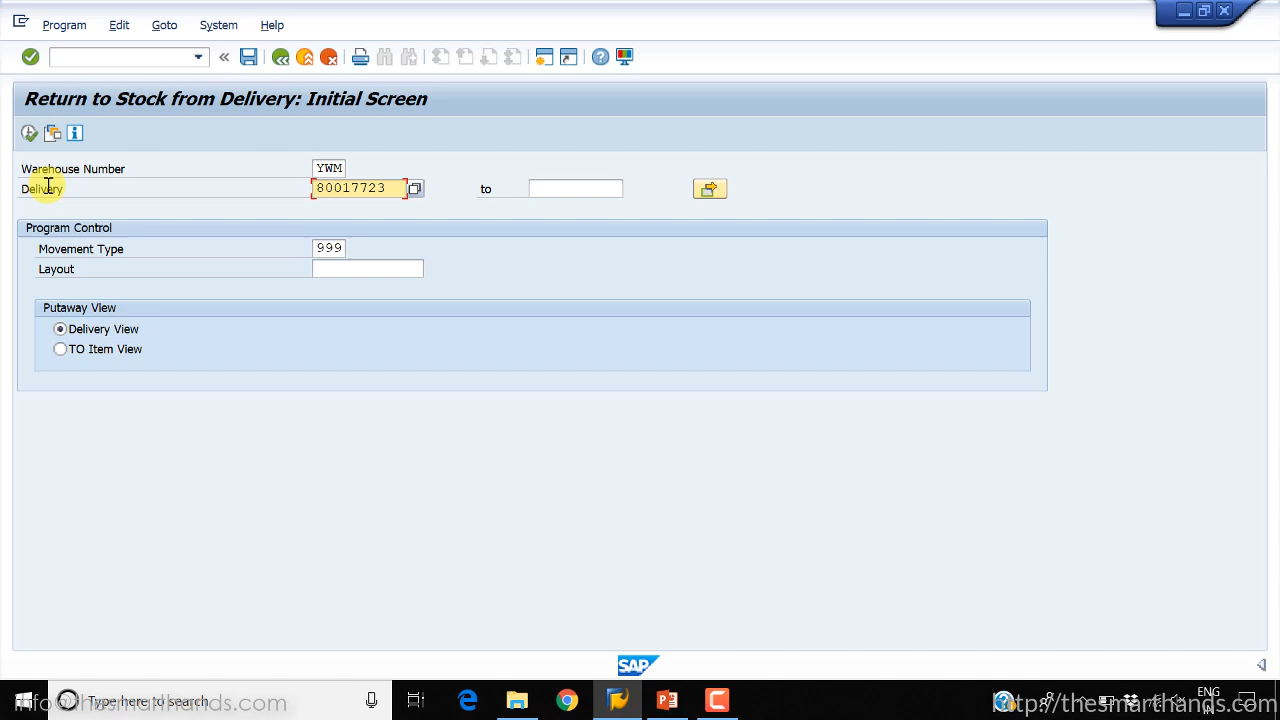 Program Edit Goto System Help
Return to Stock from Delivery: Initial Screen
Warehouse Number YWM
Delivery 80017723 to
Program Control
Movement Type 999
Layout
Putaway View
Delivery View
TO Item View
SAP
Type here to search
info@thesmarthands.com
ENG
IN
http://thesmarthands.com